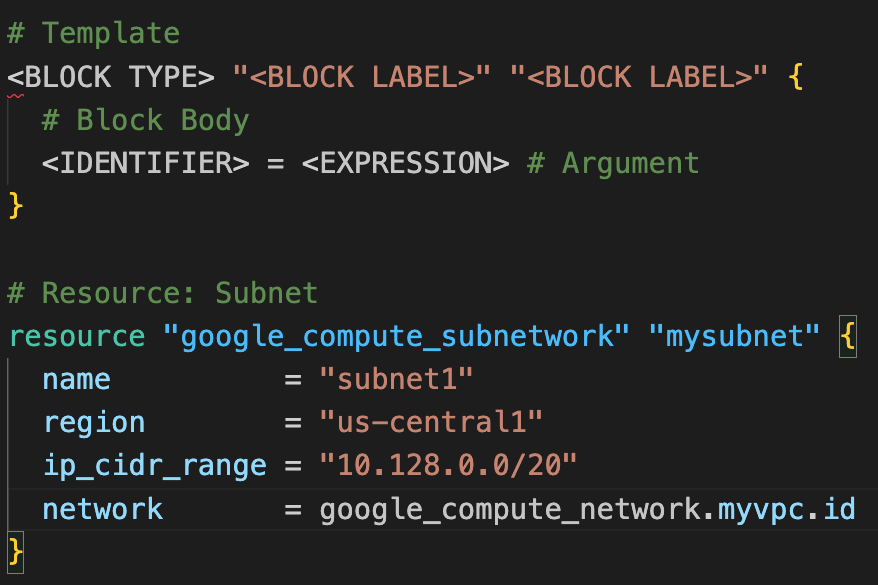 # Template
<BLOCK TYPE> "<BLOCK LABEL>" "<BLOCK LABEL>" {
  # Block Body
  <IDENTIFIER> = <EXPRESSION> # Argument
}

# Resource: Subnet
resource "google_compute_subnetwork" "mysubnet" {
  name          = "subnet1"
  region        = "us-central1"
  ip_cidr_range = "10.128.0.0/20"
  network       = google_compute_network.myvpc.id
}